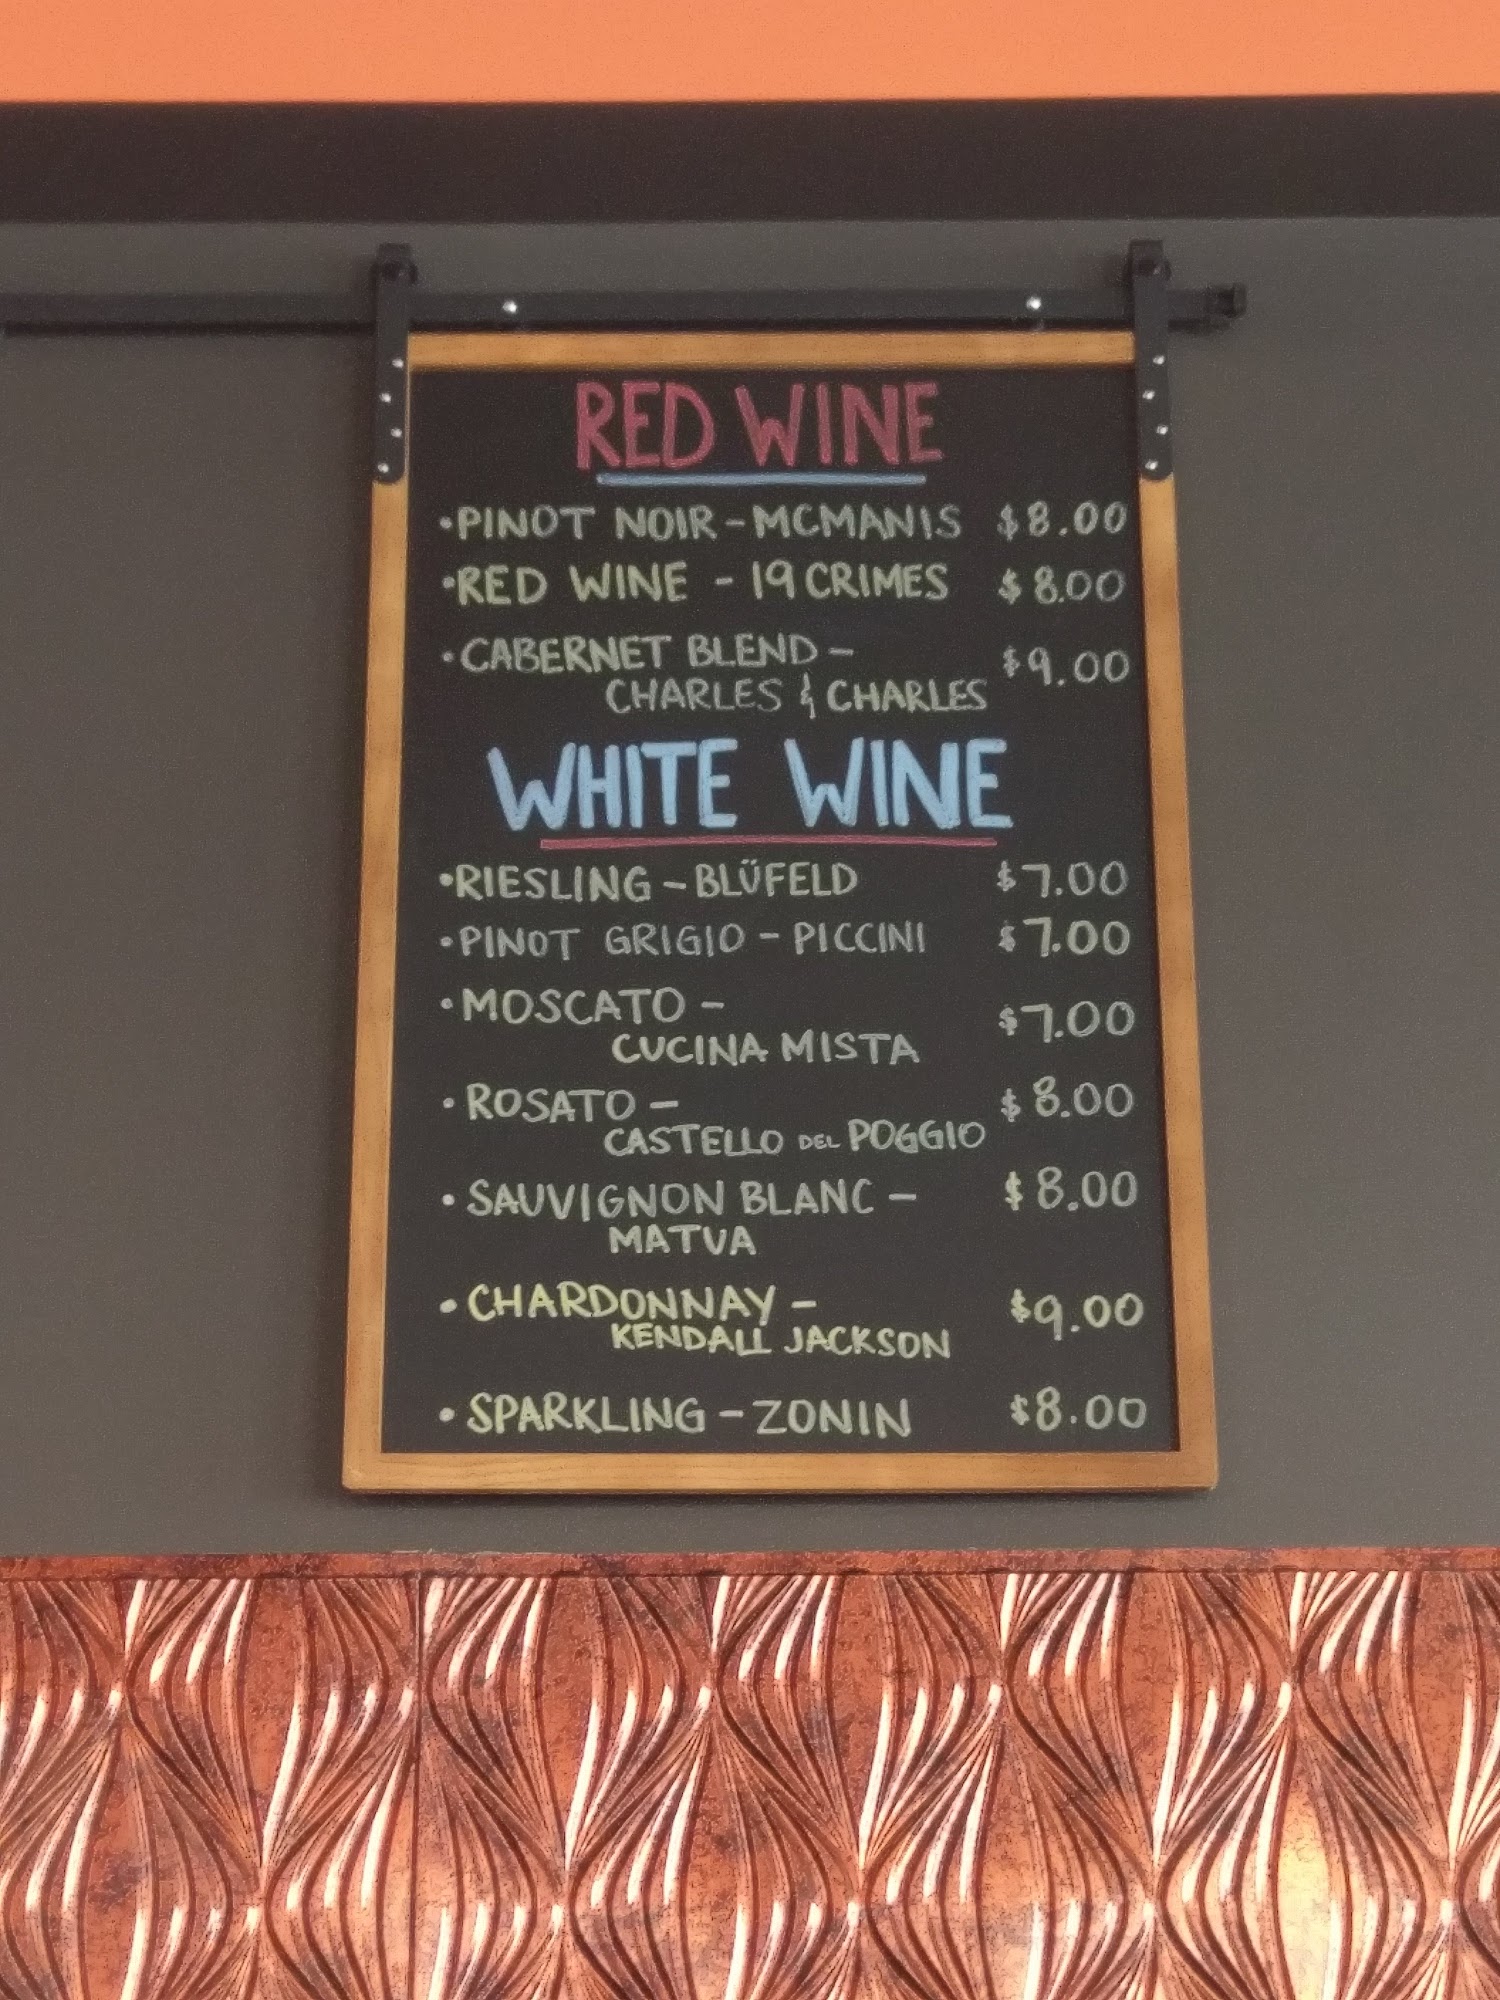 RED WINE
•PINOT NOIR - MCMANIS $8.00
•RED WINE - 19 CRIMES $8.00
•CABERNET BLEND - $9.00
CHARLES & CHARLES
WHITE WINE
•RIESLING - BLÜFELD $7.00
•PINOT GRIGIO - PICCINI $7.00
•MOSCATO - $7.00
CUCINA MISTA
•ROSATO - $8.00
CASTELLO DEL POGGIO
•SAUVIGNON BLANC - $8.00
MATUA
•CHARDONNAY - $9.00
KENDALL JACKSON
•SPARKLING - ZONIN $8.00